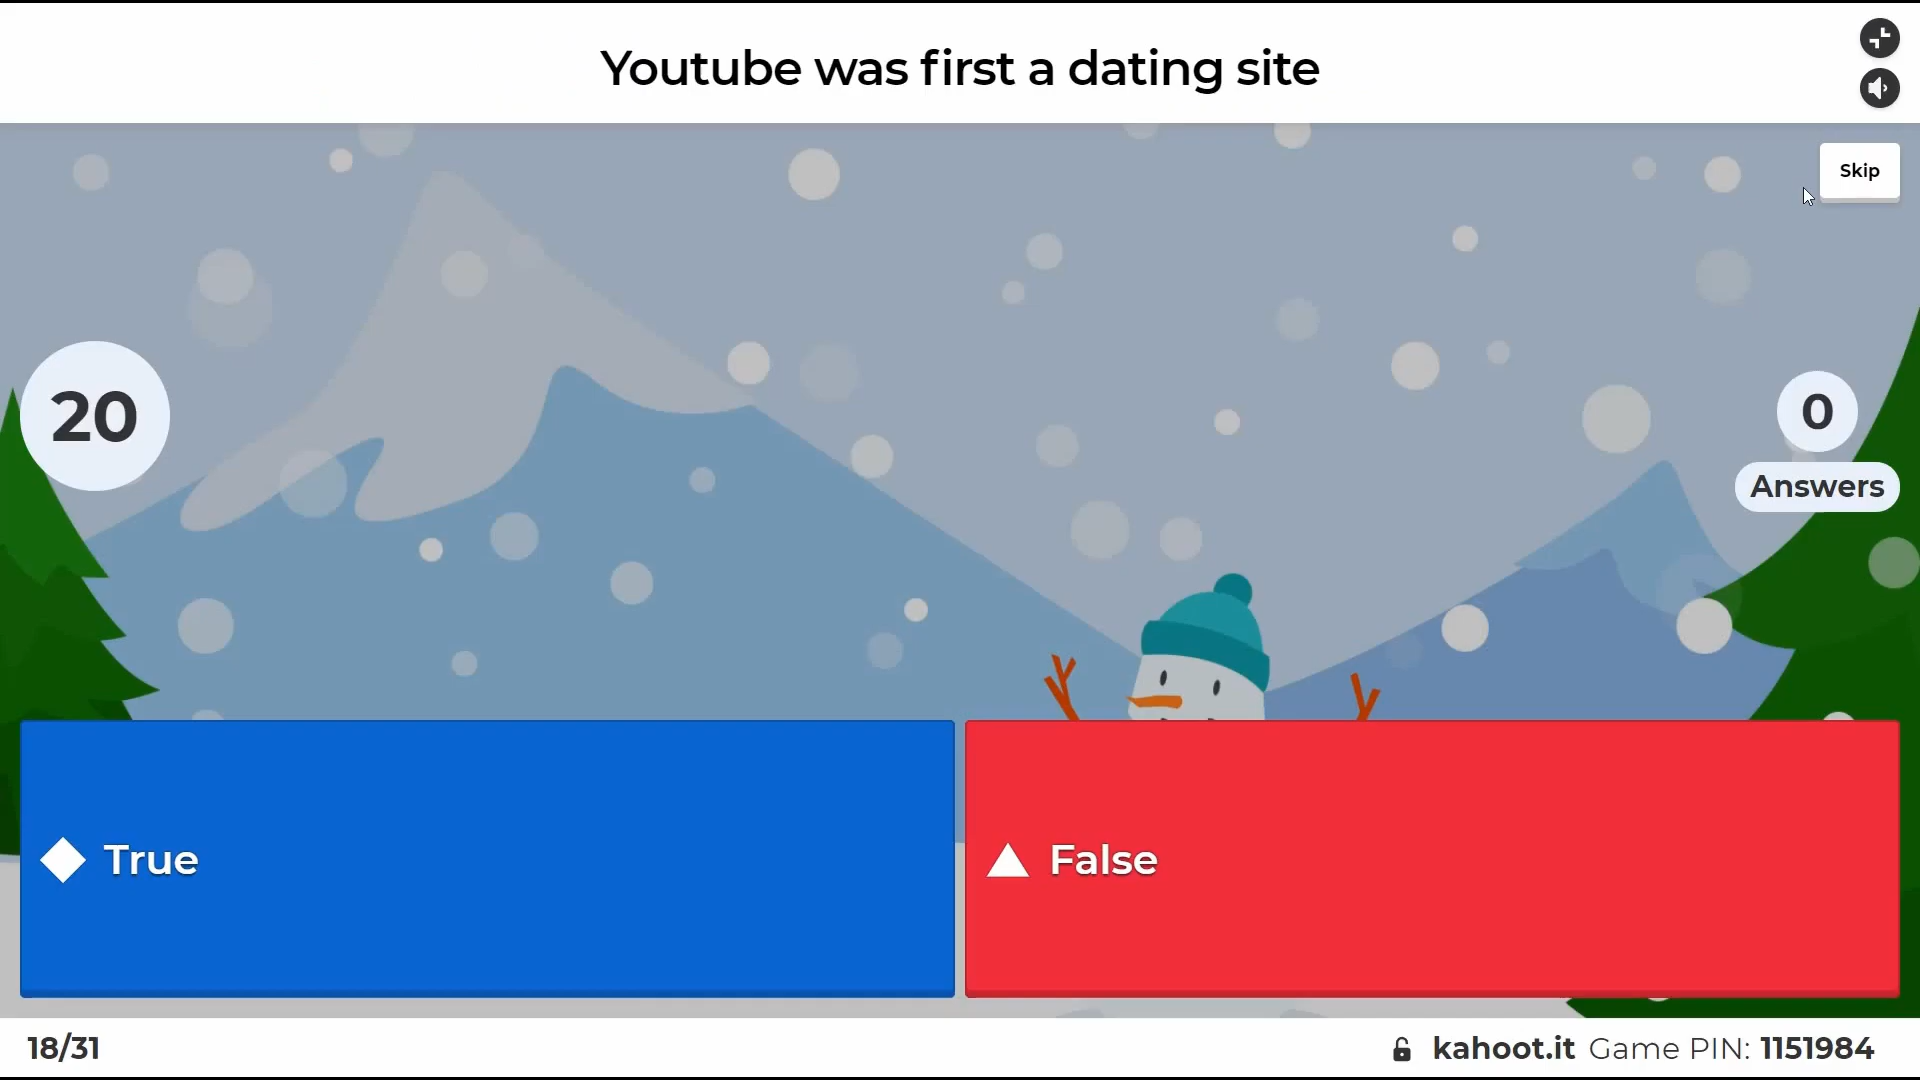 Youtube was first a dating site
Skip
20
0
Answers
True
False
18/31
kahoot.it Game PIN: 1151984